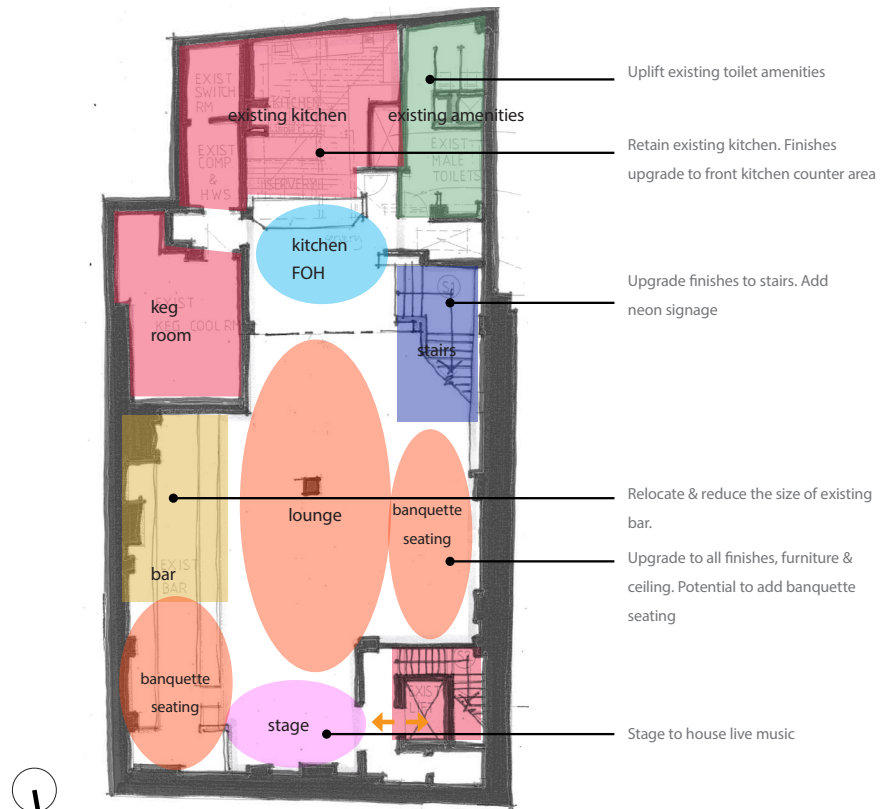 Uplift existing toilet amenities
EXIST
SWITCH
RM
existing kitchen
KITCHEN
existing amenities
Retain existing kitchen. Finishes
upgrade to front kitchen counter area
EXIST
COMP
&
HWS
EXIST
MALE
TOILETS
SERVERY
kitchen
FOH
Upgrade finishes to stairs. Add
neon signage
S1
keg
room
EXIST
KEG COOL RM
stairs
Relocate & reduce the size of existing
bar.
lounge
banquette
seating
Upgrade to all finishes, furniture &
ceiling. Potential to add banquette
seating
bar
EXIST
BAR
banquette
seating
EXIST
LIFT
stage
Stage to house live music